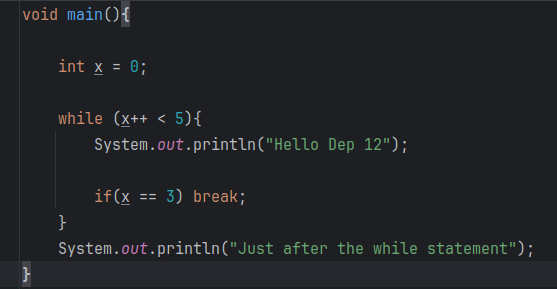 void main(){
int x = 0;
while (x++ < 5){
System.out.println("Hello Dep 12");
if(x == 3) break;
}
System.out.println("Just after the while statement");
}